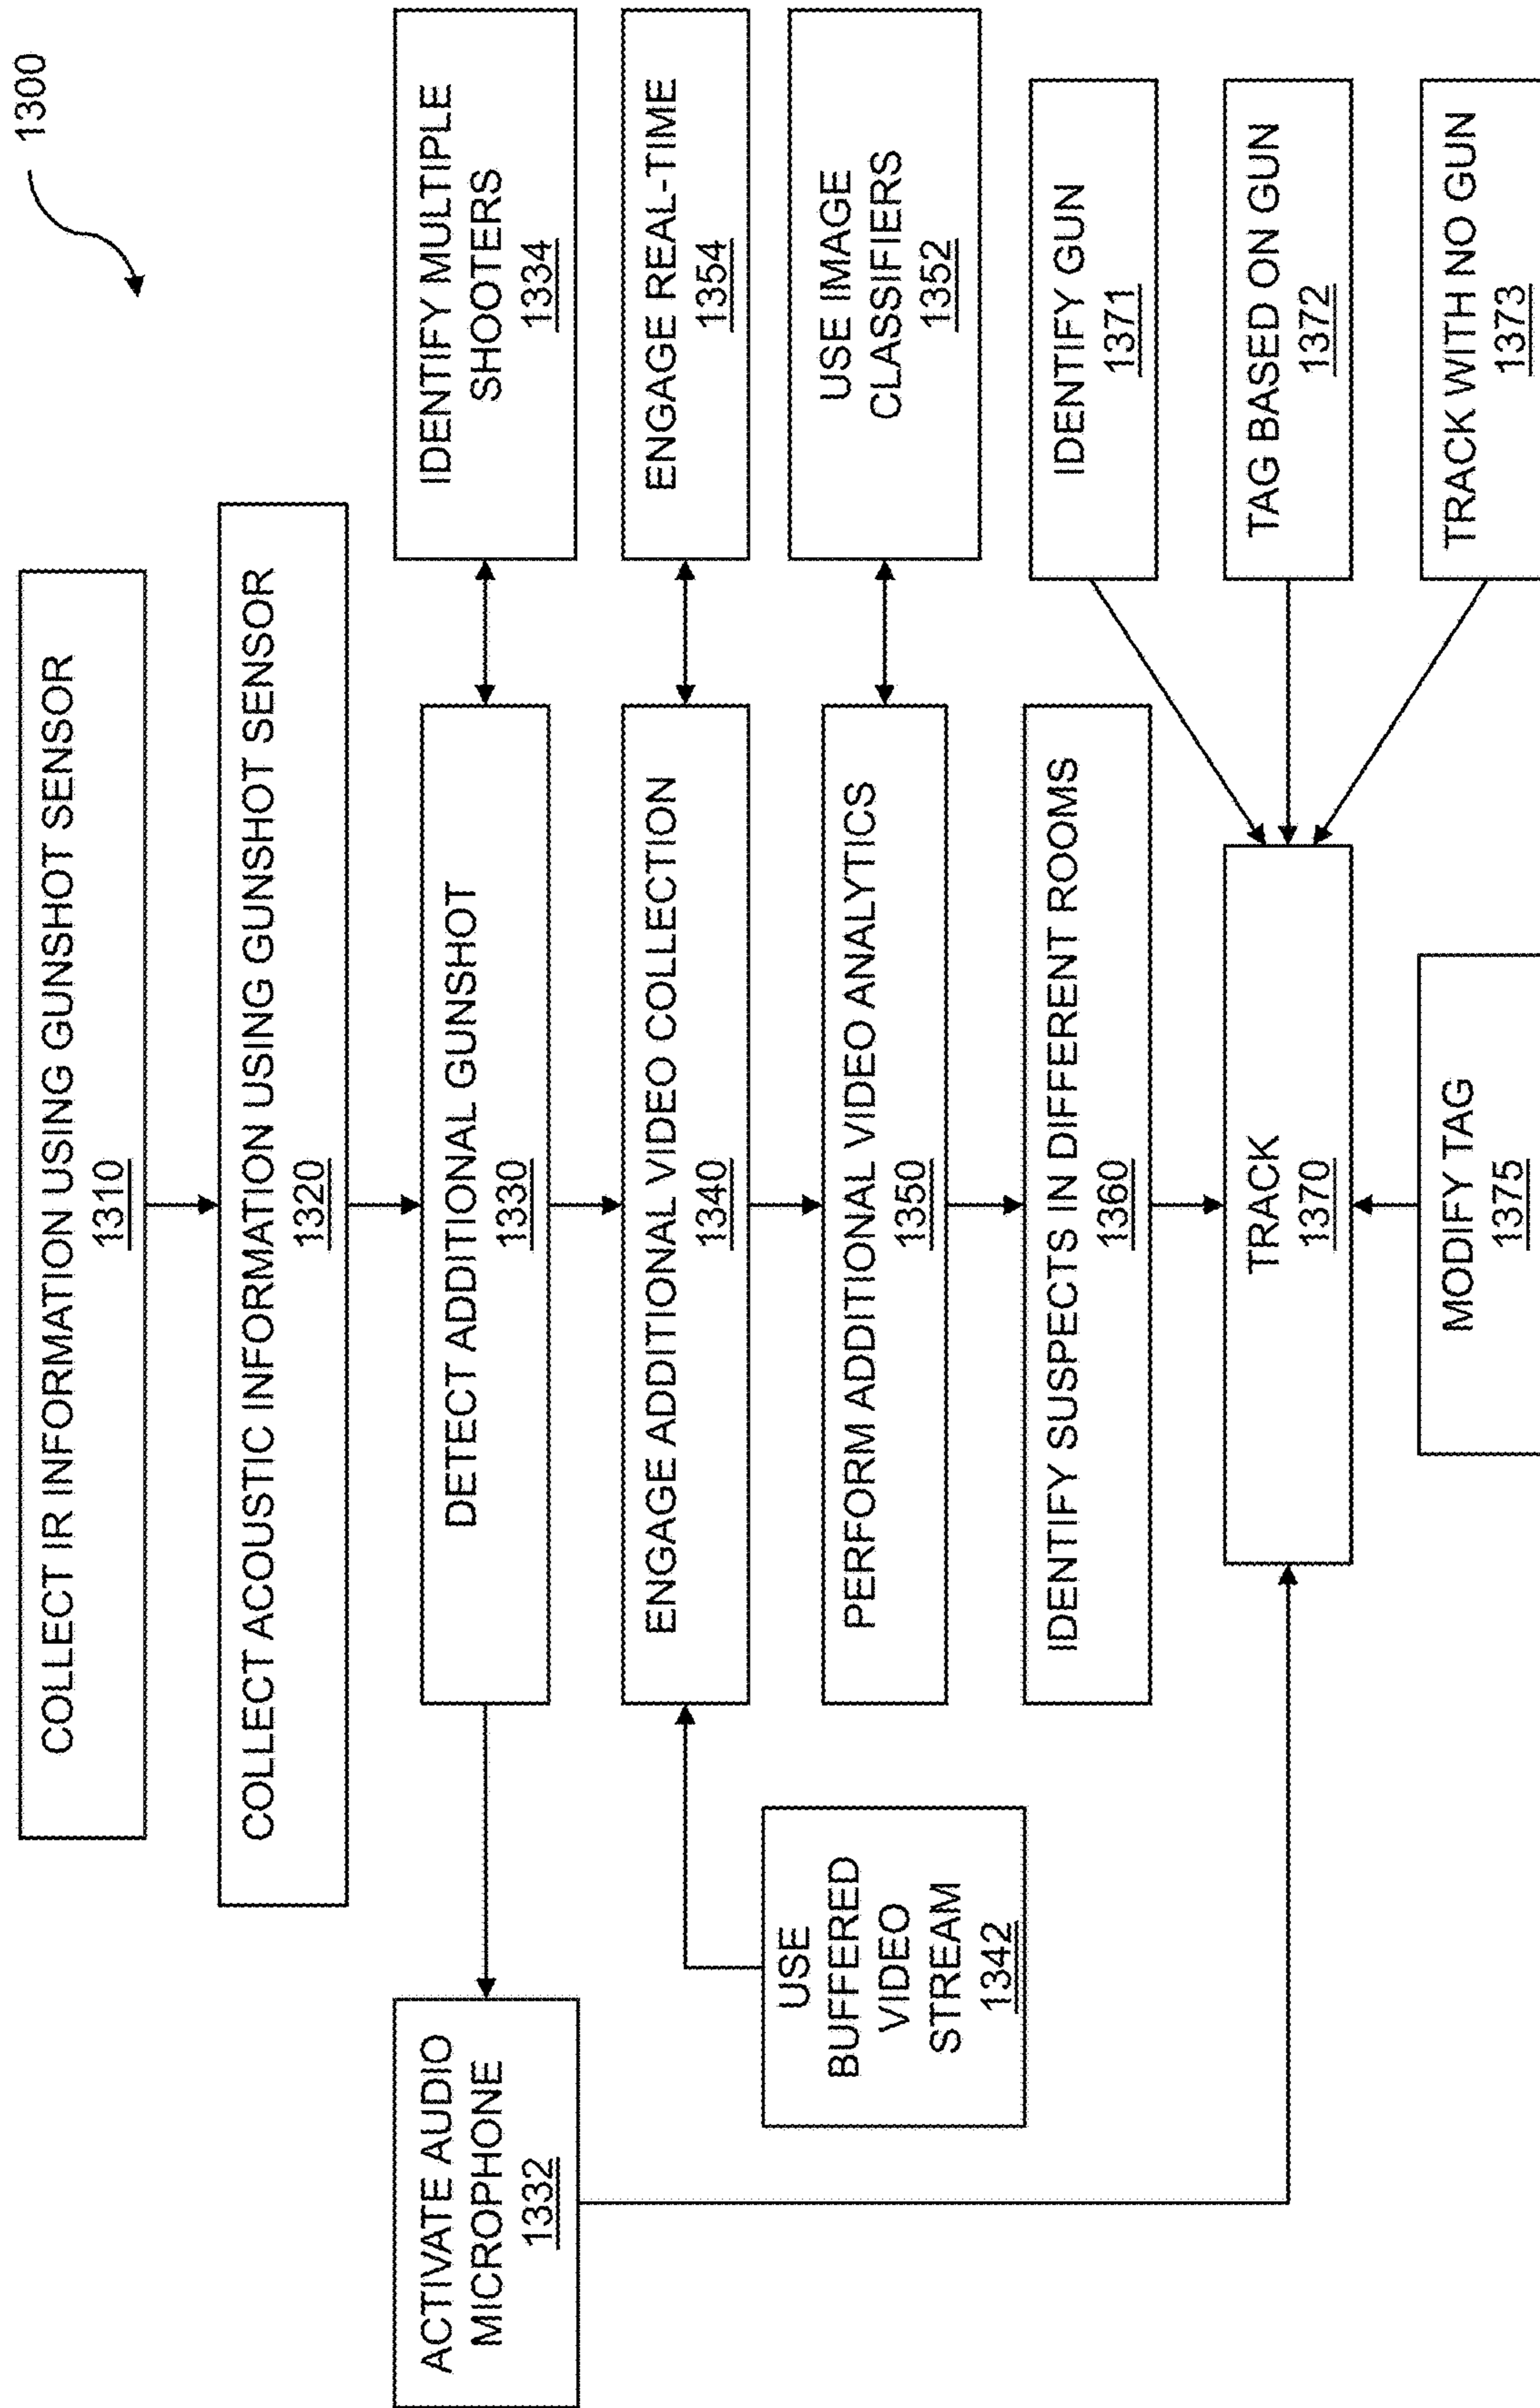 1300
COLLECT IR INFORMATION USING GUNSHOT SENSOR
1310
COLLECT ACOUSTIC INFORMATION USING GUNSHOT SENSOR
1320
ACTIVATE AUDIO
MICROPHONE
1332
DETECT ADDITIONAL GUNSHOT
1330
IDENTIFY MULTIPLE
SHOOTERS
1334
ENGAGE ADDITIONAL VIDEO COLLECTION
1340
ENGAGE REAL-TIME
1354
USE
BUFFERED
VIDEO
STREAM
1342
PERFORM ADDITIONAL VIDEO ANALYTICS
1350
USE IMAGE
CLASSIFIERS
1352
IDENTIFY SUSPECTS IN DIFFERENT ROOMS
1360
IDENTIFY GUN
1371
TRACK
1370
TAG BASED ON GUN
1372
MODIFY TAG
1375
TRACK WITH NO GUN
1373